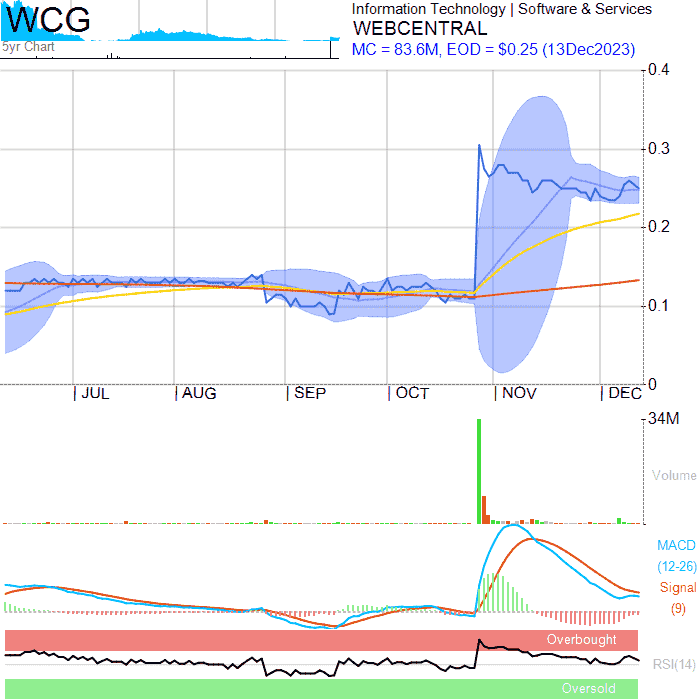 WCG
5yr Chart
Information Technology | Software & Services
WEBCENTRAL
MC = 83.6M, EOD = $0.25 (13Dec2023)
0.4
0.3
0.2
0.1
0
| JUL | AUG | SEP | OCT | NOV | DEC
34M
Volume
MACD
(12-26)
Signal
(9)
Overbought
RSI(14)
Oversold